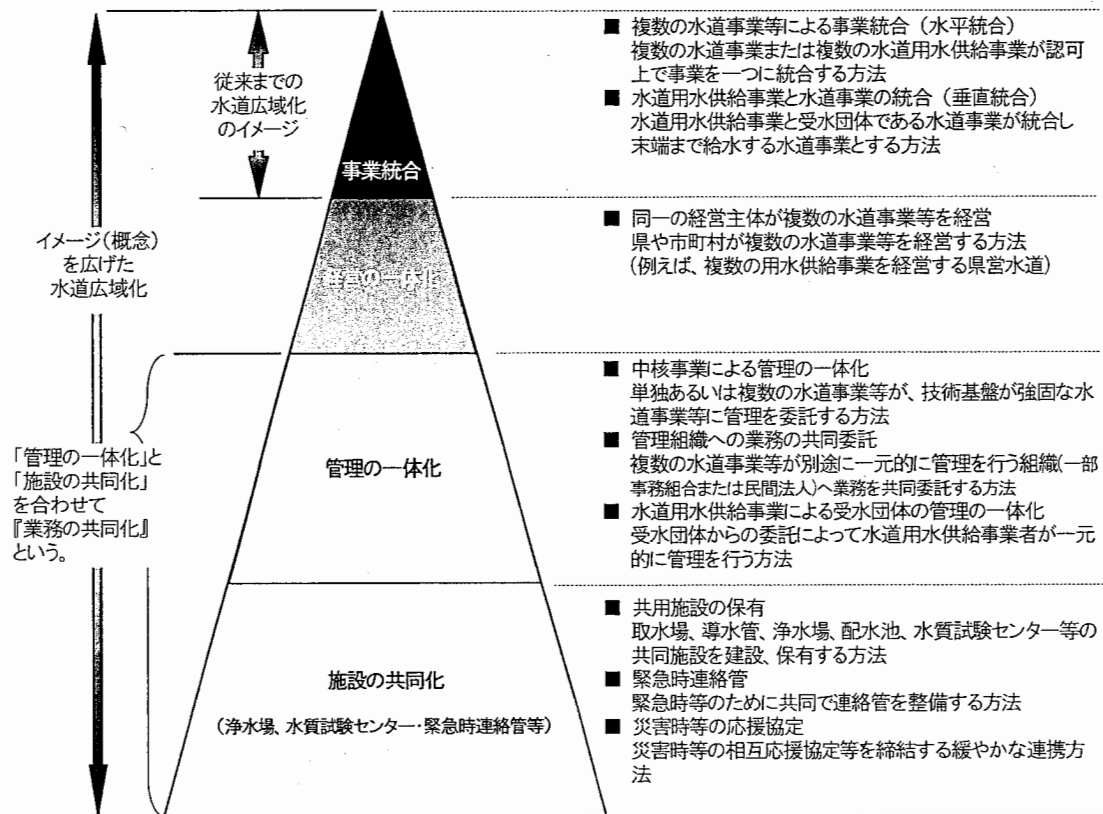 従来までの
水道広域化
のイメージ
イメージ(概念)
を広げた
水道広域化
「管理の一体化」と
「施設の共同化」
を合わせて
『業務の共同化』
という。
事業統合
経営の一体化
管理の一体化
施設の共同化
(浄水場、水質試験センター・緊急時連絡管等)
■ 複数の水道事業等による事業統合（水平統合）
複数の水道事業または複数の水道用水供給事業が認可
上で事業を一つに統合する方法
■ 水道用水供給事業と水道事業の統合（垂直統合）
水道用水供給事業と受水団体である水道事業が統合し
末端まで給水する水道事業とする方法
■ 同一の経営主体が複数の水道事業等を経営
県や市町村が複数の水道事業等を経営する方法
(例えば、複数の用水供給事業を経営する県営水道)
■ 中核事業による管理の一体化
単独あるいは複数の水道事業等が、技術基盤が強固な水
道事業等に管理を委託する方法
■ 管理組織への業務の共同委託
複数の水道事業等が別途に一元的に管理を行う組織(一部
事務組合または民間法人)へ業務を共同委託する方法
■ 水道用水供給事業による受水団体の管理の一体化
受水団体からの委託によって水道用水供給事業者が一元
的に管理を行う方法
■ 共用施設の保有
取水場、導水管、浄水場、配水池、水質試験センター等の
共同施設を建設、保有する方法
■ 緊急時連絡管
緊急時等のために共同で連絡管を整備する方法
■ 災害時等の応援協定
災害時等の相互応援協定等を締結する緩やかな連携方
法